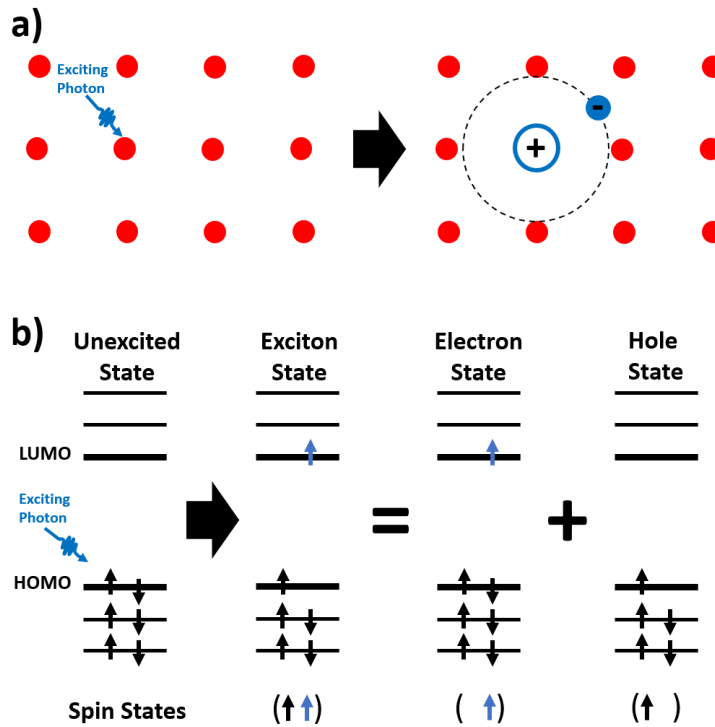 a)
Exciting
Photon
-
+
b)
Unexcited
State
Exciton
State
Electron
State
Hole
State
LUMO
Exciting
Photon
=
+
HOMO
Spin States
(↑↑)
( ↑)
(↑ )